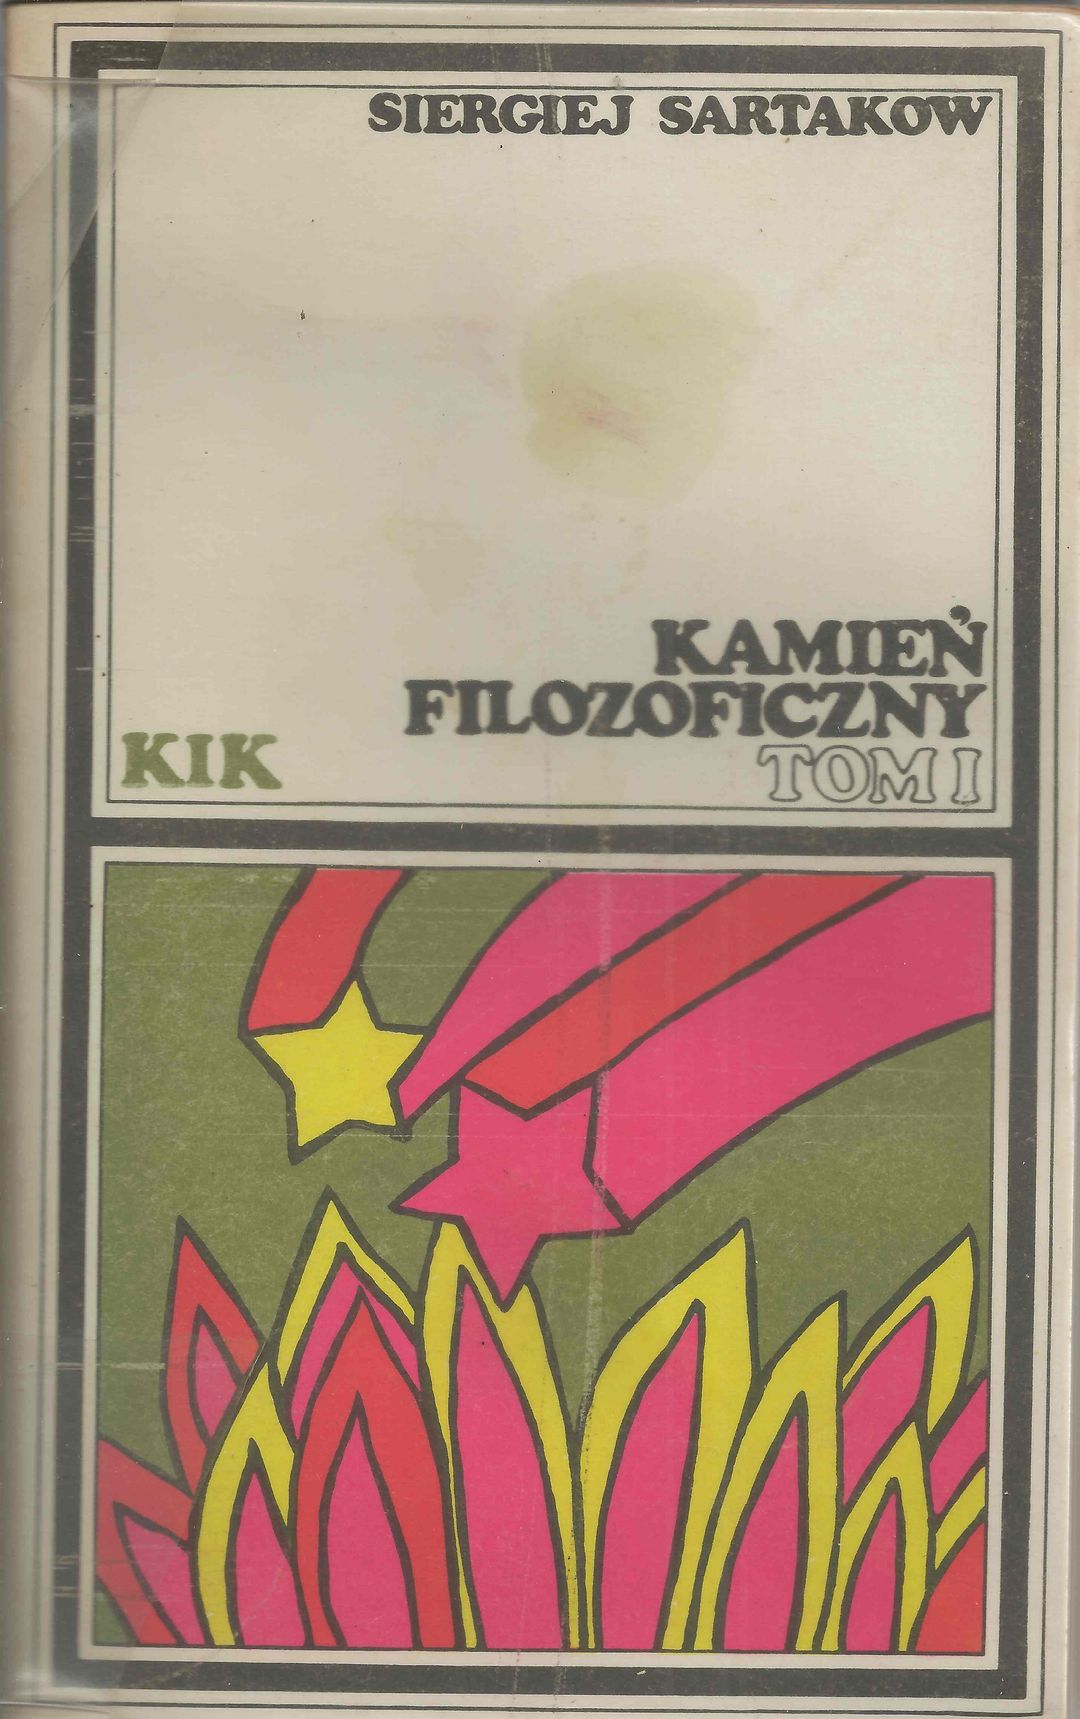 SIERGIEJ SARTAKOW
KAMIEŃ
FILOZOFICZNY
TOM I
KIK